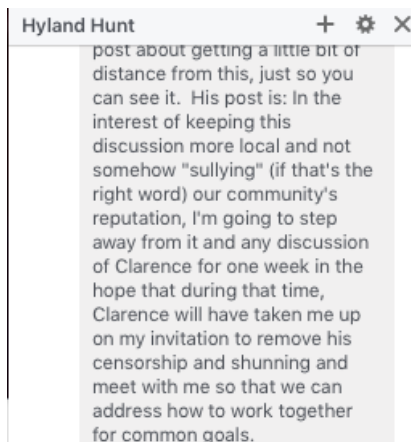 Hyland Hunt
post about getting a little bit of
distance from this, just so you
can see it.  His post is: In the
interest of keeping this
discussion more local and not
somehow "sullying" (if that's the
right word) our community's
reputation, I'm going to step
away from it and any discussion
of Clarence for one week in the
hope that during that time,
Clarence will have taken me up
on my invitation to remove his
censorship and shunning and
meet with me so that we can
address how to work together
for common goals.